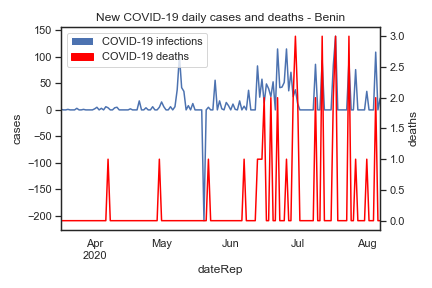 New COVID-19 daily cases and deaths - Benin
COVID-19 infections
COVID-19 deaths
150
100
50
0
−50
−100
−150
−200
cases
3.0
2.5
2.0
1.5
1.0
0.5
0.0
deaths
Apr
2020
May
Jun
Jul
Aug
dateRep